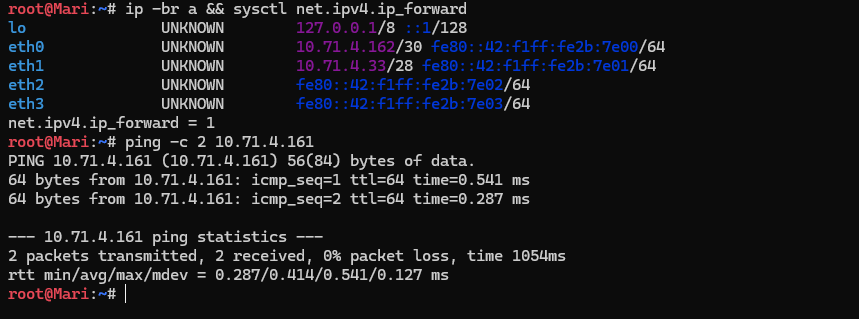 root@Mari:~# ip -br a && sysctl net.ipv4.ip_forward
lo               UNKNOWN        127.0.0.1/8 ::1/128
eth0             UNKNOWN        10.71.4.162/30 fe80::42:f1ff:fe2b:7e00/64
eth1             UNKNOWN        10.71.4.33/28 fe80::42:f1ff:fe2b:7e01/64
eth2             UNKNOWN        fe80::42:f1ff:fe2b:7e02/64
eth3             UNKNOWN        fe80::42:f1ff:fe2b:7e03/64
net.ipv4.ip_forward = 1
root@Mari:~# ping -c 2 10.71.4.161
PING 10.71.4.161 (10.71.4.161) 56(84) bytes of data.
64 bytes from 10.71.4.161: icmp_seq=1 ttl=64 time=0.541 ms
64 bytes from 10.71.4.161: icmp_seq=2 ttl=64 time=0.287 ms

--- 10.71.4.161 ping statistics ---
2 packets transmitted, 2 received, 0% packet loss, time 1054ms
rtt min/avg/max/mdev = 0.287/0.414/0.541/0.127 ms
root@Mari:~#